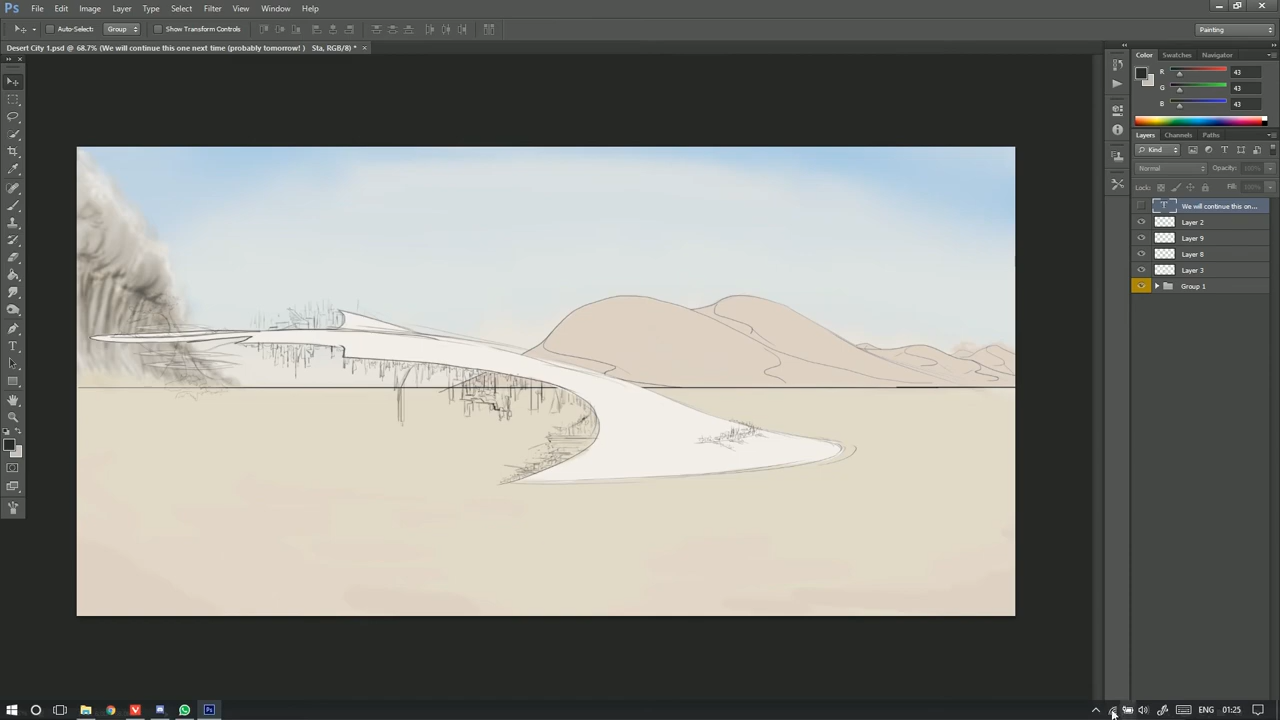 Ps File Edit Image Layer Type Select Filter View Window Help
Auto-Select: Group Show Transform Controls Painting
Desert City 1.psd @ 68.7% (We will continue this one next time (probably tomorrow! ) Sta, RGB/8) * ×
Color Swatches Navigator
R 43
G 43
B 43
Layers Channels Paths
Kind
Normal Opacity: 100%
Lock: Fill: 100%
T We will continue this on...
Layer 2
Layer 9
Layer 8
Layer 3
Group 1
Ps ENG 01:25